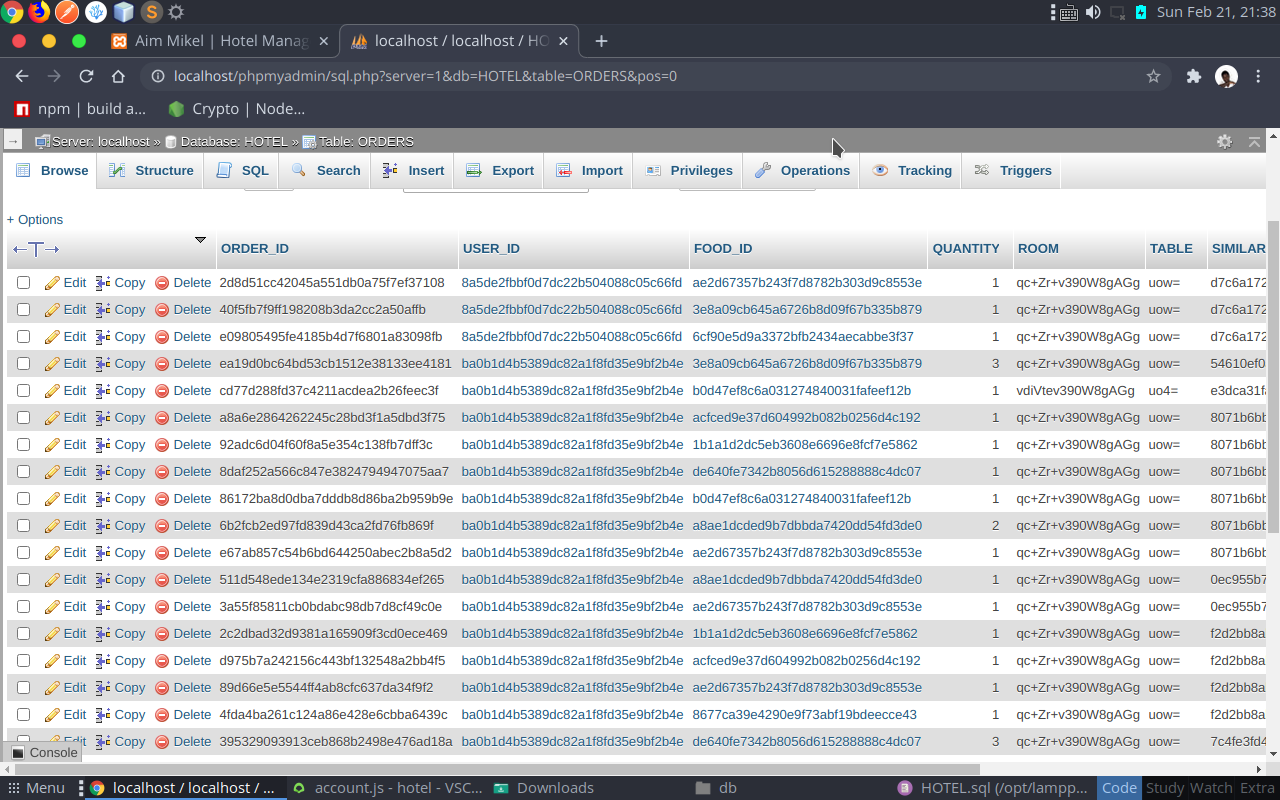 Sun Feb 21, 21:38
Aim Mikel | Hotel Manag
localhost / localhost / HO
localhost/phpmyadmin/sql.php?server=1&db=HOTEL&table=ORDERS&pos=0
npm | build a... Crypto | Node...
Server: localhost » Database: HOTEL » Table: ORDERS
Browse Structure SQL Search Insert Export Import Privileges Operations Tracking Triggers
+ Options
ORDER_ID USER_ID FOOD_ID QUANTITY ROOM TABLE SIMILAR
Edit Copy Delete 2d8d51cc42045a551db0a75f7ef37108 8a5de2fbbf0d7dc22b504088c05c66fd ae2d67357b243f7d8782b303d9c8553e 1 qc+Zr+v390W8gAGg uow= d7c6a172
Edit Copy Delete 40f5fb7f9ff198208b3da2cc2a50affb 8a5de2fbbf0d7dc22b504088c05c66fd 3e8a09cb645a6726b8d09f67b335b879 1 qc+Zr+v390W8gAGg uow= d7c6a172
Edit Copy Delete e09805495fe4185b4d7f6801a83098fb 8a5de2fbbf0d7dc22b504088c05c66fd 6cf90e5d9a3372bfb2434aecabbe3f37 1 qc+Zr+v390W8gAGg uow= d7c6a172
Edit Copy Delete ea19d0bc64bd53cb1512e38133ee4181 ba0b1d4b5389dc82a1f8fd35e9bf2b4e 3e8a09cb645a6726b8d09f67b335b879 3 qc+Zr+v390W8gAGg uow= 54610ef0
Edit Copy Delete cd77d288fd37c4211acdea2b26feec3f ba0b1d4b5389dc82a1f8fd35e9bf2b4e b0d47ef8c6a031274840031fafeef12b 1 vdiVtev390W8gAGg uo4= e3dca31f
Edit Copy Delete a8a6e2864262245c28bd3f1a5dbd3f75 ba0b1d4b5389dc82a1f8fd35e9bf2b4e acfced9e37d604992b082b0256d4c192 1 qc+Zr+v390W8gAGg uow= 8071b6bb
Edit Copy Delete 92adc6d04f60f8a5e354c138fb7dff3c ba0b1d4b5389dc82a1f8fd35e9bf2b4e 1b1a1d2dc5eb3608e6696e8fcf7e5862 1 qc+Zr+v390W8gAGg uow= 8071b6bb
Edit Copy Delete 8daf252a566c847e3824794947075aa7 ba0b1d4b5389dc82a1f8fd35e9bf2b4e de640fe7342b8056d615288888c4dc07 1 qc+Zr+v390W8gAGg uow= 8071b6bb
Edit Copy Delete 86172ba8d0dba7dddb8d86ba2b959b9e ba0b1d4b5389dc82a1f8fd35e9bf2b4e b0d47ef8c6a031274840031fafeef12b 1 qc+Zr+v390W8gAGg uow= 8071b6bb
Edit Copy Delete 6b2fcb2ed97fd839d43ca2fd76fb869f ba0b1d4b5389dc82a1f8fd35e9bf2b4e a8ae1dcded9b7dbbda7420dd54fd3de0 2 qc+Zr+v390W8gAGg uow= 8071b6bb
Edit Copy Delete e67ab857c54b6bd644250abec2b8a5d2 ba0b1d4b5389dc82a1f8fd35e9bf2b4e ae2d67357b243f7d8782b303d9c8553e 1 qc+Zr+v390W8gAGg uow= 8071b6bb
Edit Copy Delete 511d548ede134e2319cfa886834ef265 ba0b1d4b5389dc82a1f8fd35e9bf2b4e a8ae1dcded9b7dbbda7420dd54fd3de0 1 qc+Zr+v390W8gAGg uow= 0ec955b7
Edit Copy Delete 3a55f85811cb0bdabc98db7d8cf49c0e ba0b1d4b5389dc82a1f8fd35e9bf2b4e ae2d67357b243f7d8782b303d9c8553e 1 qc+Zr+v390W8gAGg uow= 0ec955b7
Edit Copy Delete 2c2dbad32d9381a165909f3cd0ece469 ba0b1d4b5389dc82a1f8fd35e9bf2b4e 1b1a1d2dc5eb3608e6696e8fcf7e5862 1 qc+Zr+v390W8gAGg uow= f2d2bb8a
Edit Copy Delete d975b7a242156c443bf132548a2bb4f5 ba0b1d4b5389dc82a1f8fd35e9bf2b4e acfced9e37d604992b082b0256d4c192 1 qc+Zr+v390W8gAGg uow= f2d2bb8a
Edit Copy Delete 89d66e5e5544ff4ab8cfc637da34f9f2 ba0b1d4b5389dc82a1f8fd35e9bf2b4e ae2d67357b243f7d8782b303d9c8553e 1 qc+Zr+v390W8gAGg uow= f2d2bb8a
Edit Copy Delete 4fda4ba261c124a86e428e6cbba6439c ba0b1d4b5389dc82a1f8fd35e9bf2b4e 8677ca39e4290e9f73abf19bdeecce43 1 qc+Zr+v390W8gAGg uow= f2d2bb8a
Edit Copy Delete 395329093913ceb868b2498e476ad18a ba0b1d4b5389dc82a1f8fd35e9bf2b4e de640fe7342b8056d615288888c4dc07 3 qc+Zr+v390W8gAGg uow= 7c4fe3fd4
Console
Menu localhost / localhost / ... account.js - hotel - VSC... Downloads db HOTEL.sql (/opt/lampp... Code Study Watch Extra